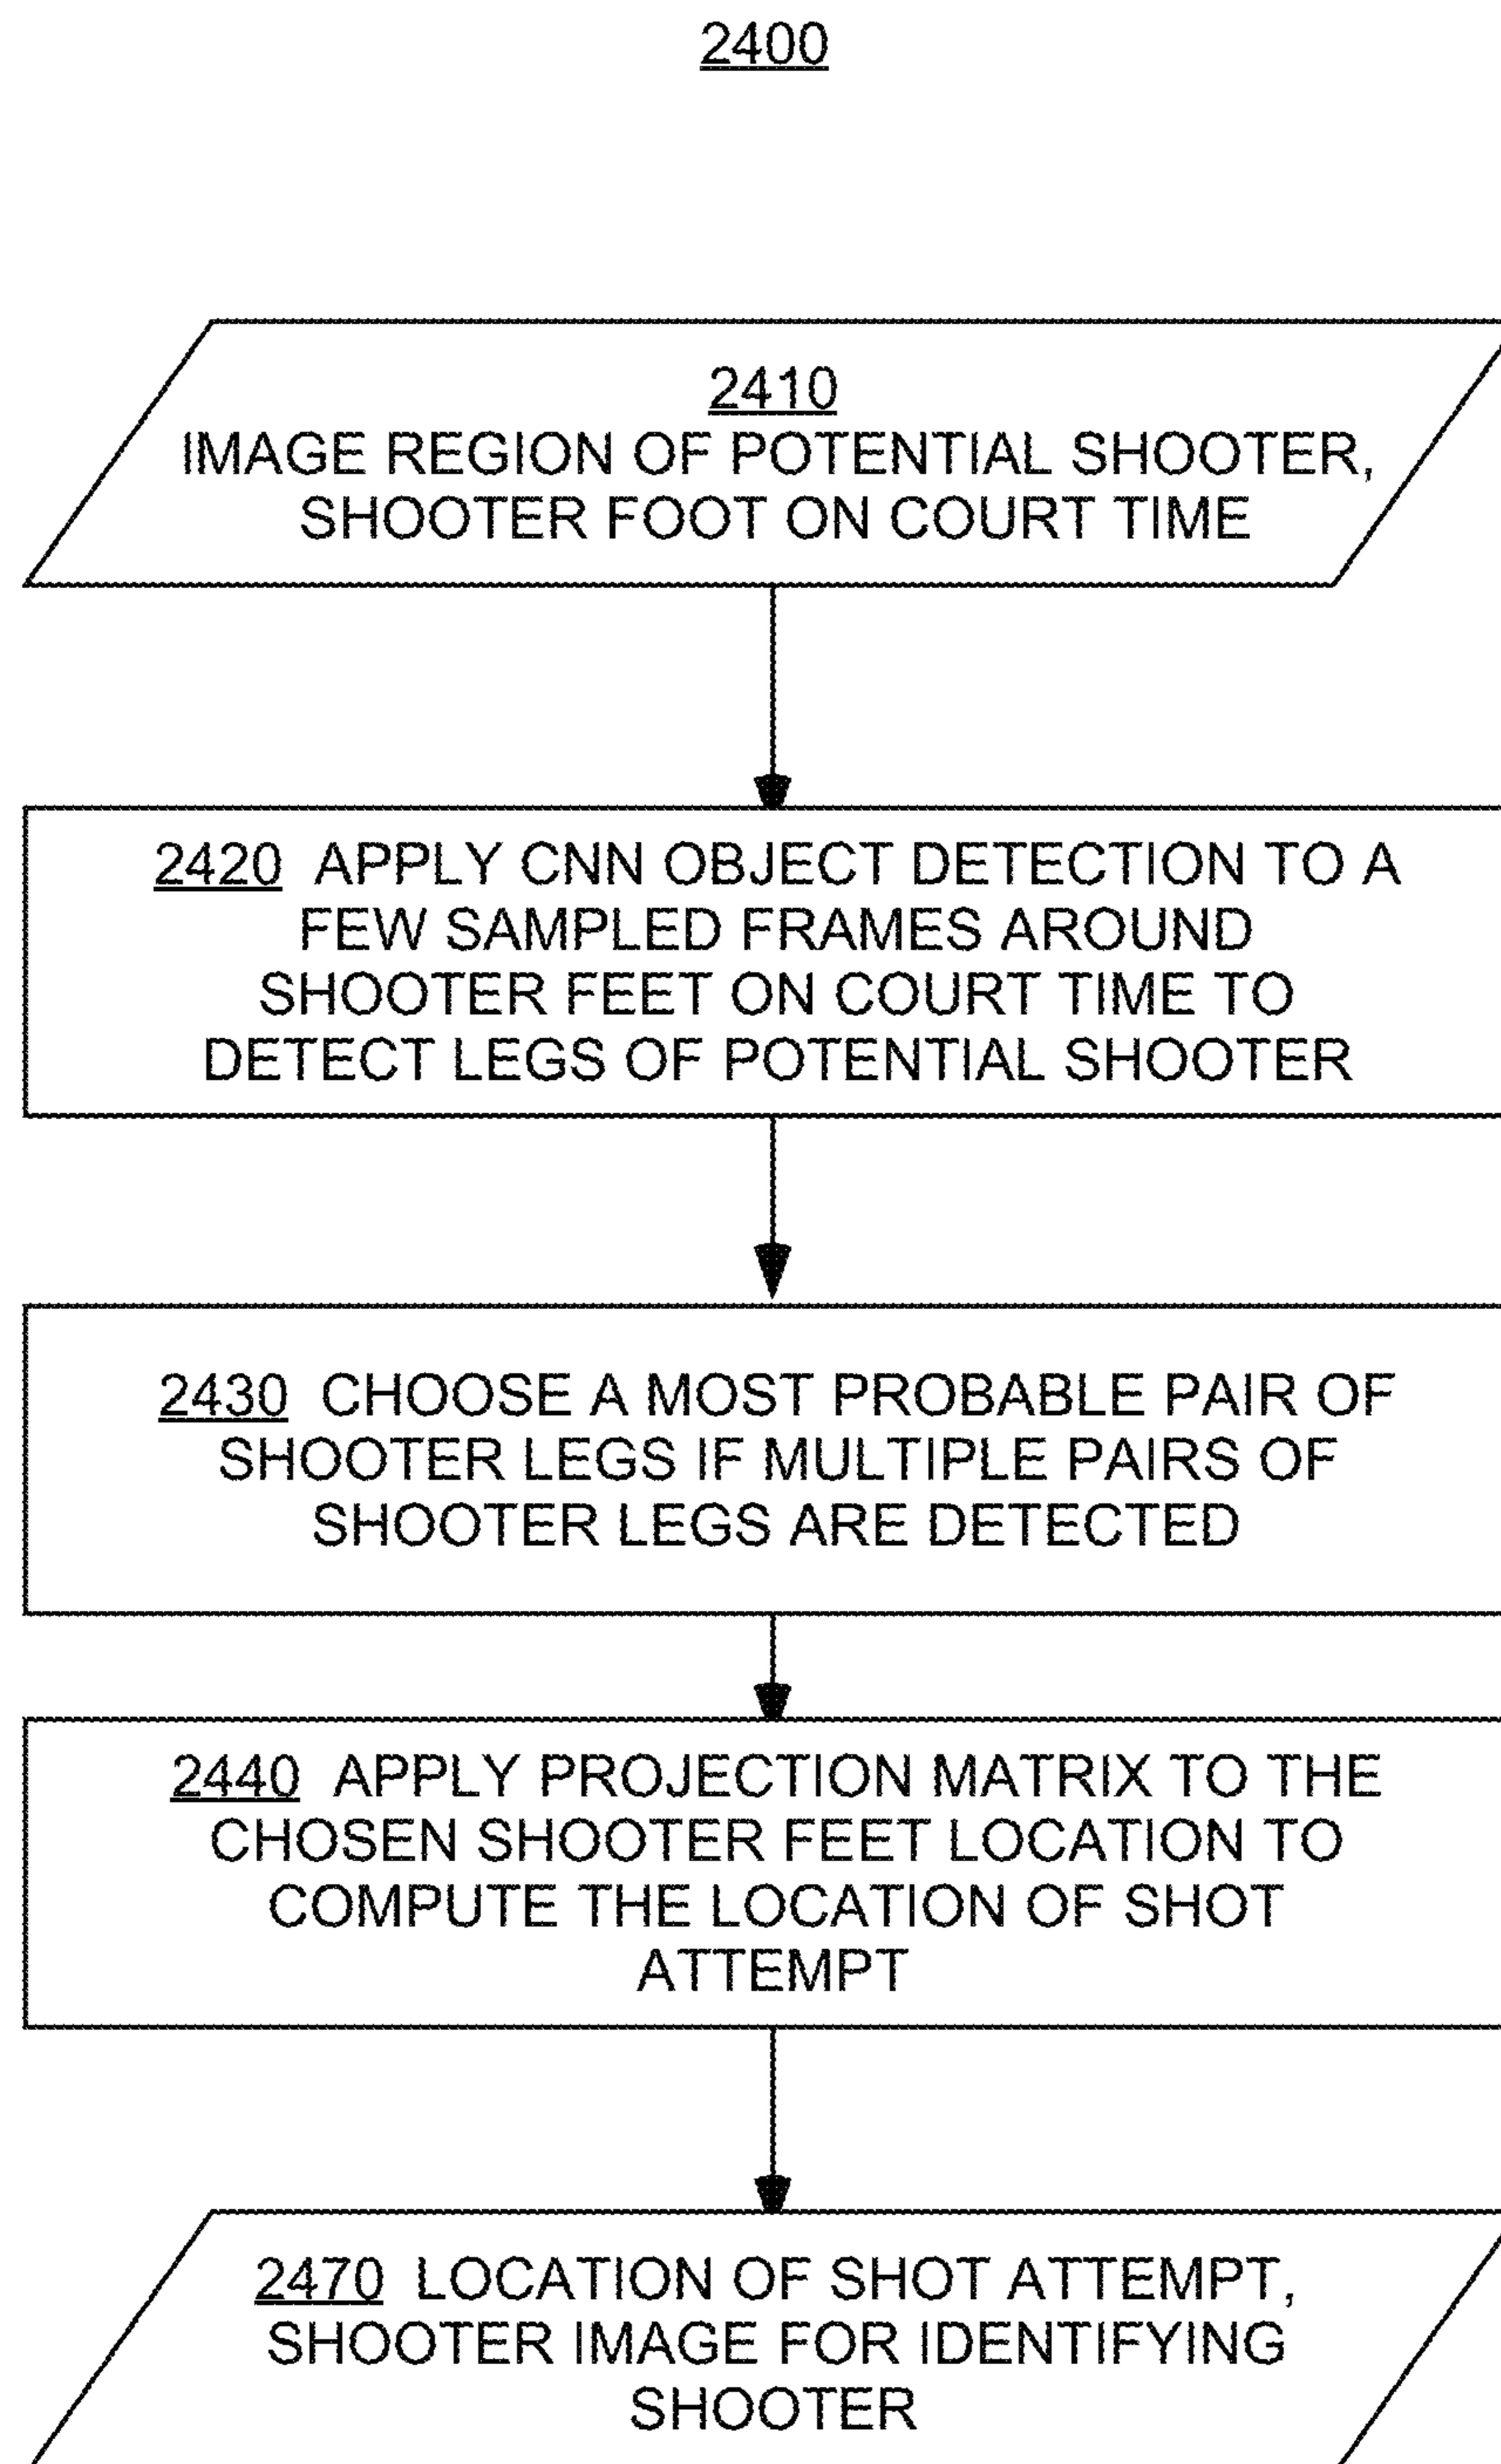 2400
2410
IMAGE REGION OF POTENTIAL SHOOTER,
SHOOTER FOOT ON COURT TIME
2420 APPLY CNN OBJECT DETECTION TO A
FEW SAMPLED FRAMES AROUND
SHOOTER FEET ON COURT TIME TO
DETECT LEGS OF POTENTIAL SHOOTER
2430 CHOOSE A MOST PROBABLE PAIR OF
SHOOTER LEGS IF MULTIPLE PAIRS OF
SHOOTER LEGS ARE DETECTED
2440 APPLY PROJECTION MATRIX TO THE
CHOSEN SHOOTER FEET LOCATION TO
COMPUTE THE LOCATION OF SHOT
ATTEMPT
2470 LOCATION OF SHOT ATTEMPT,
SHOOTER IMAGE FOR IDENTIFYING
SHOOTER